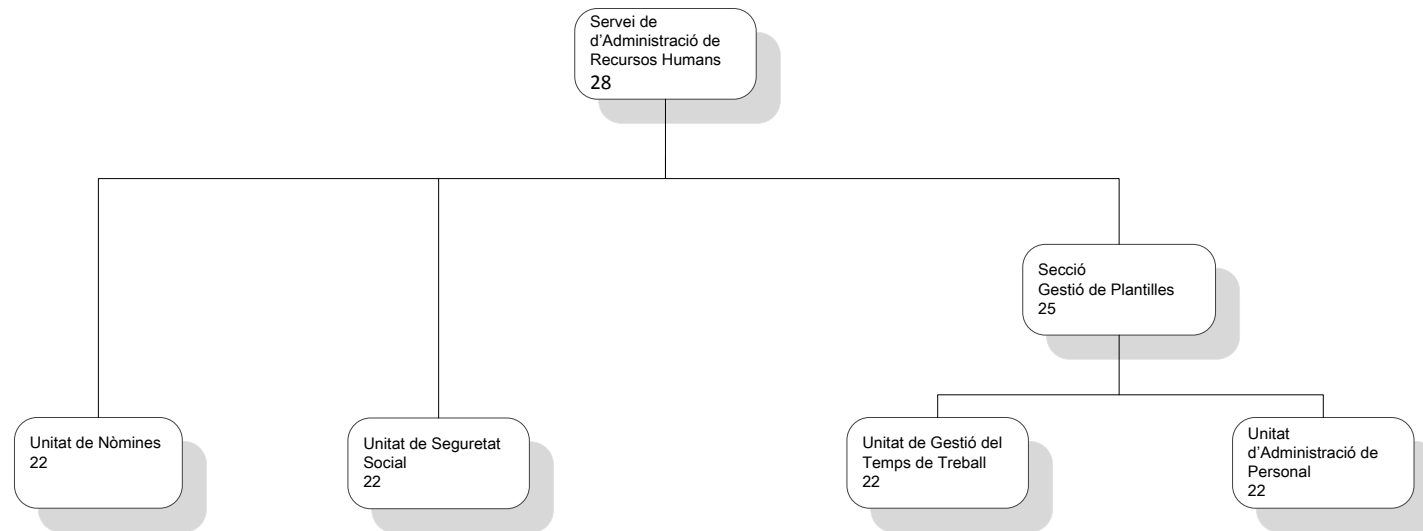 Servei de
d’Administració de
Recursos Humans
28
Secció
Gestió de Plantilles
25
Unitat de Nòmines
22
Unitat de Seguretat
Social
22
Unitat de Gestió del
Temps de Treball
22
Unitat
d’Administració de
Personal
22